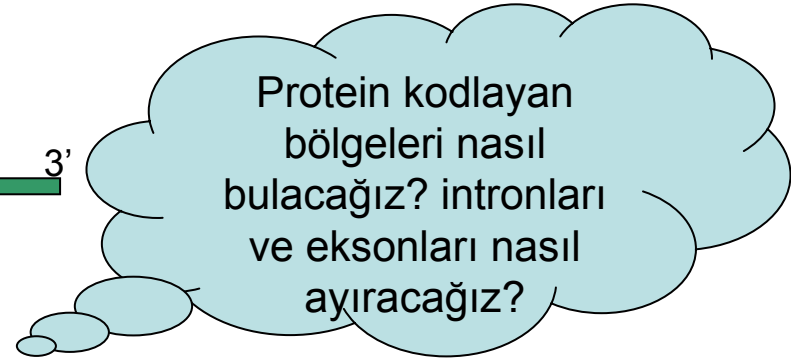 3’
Protein kodlayan
bölgeleri nasıl
bulacağız? intronları
ve eksonları nasıl
ayıracağız?